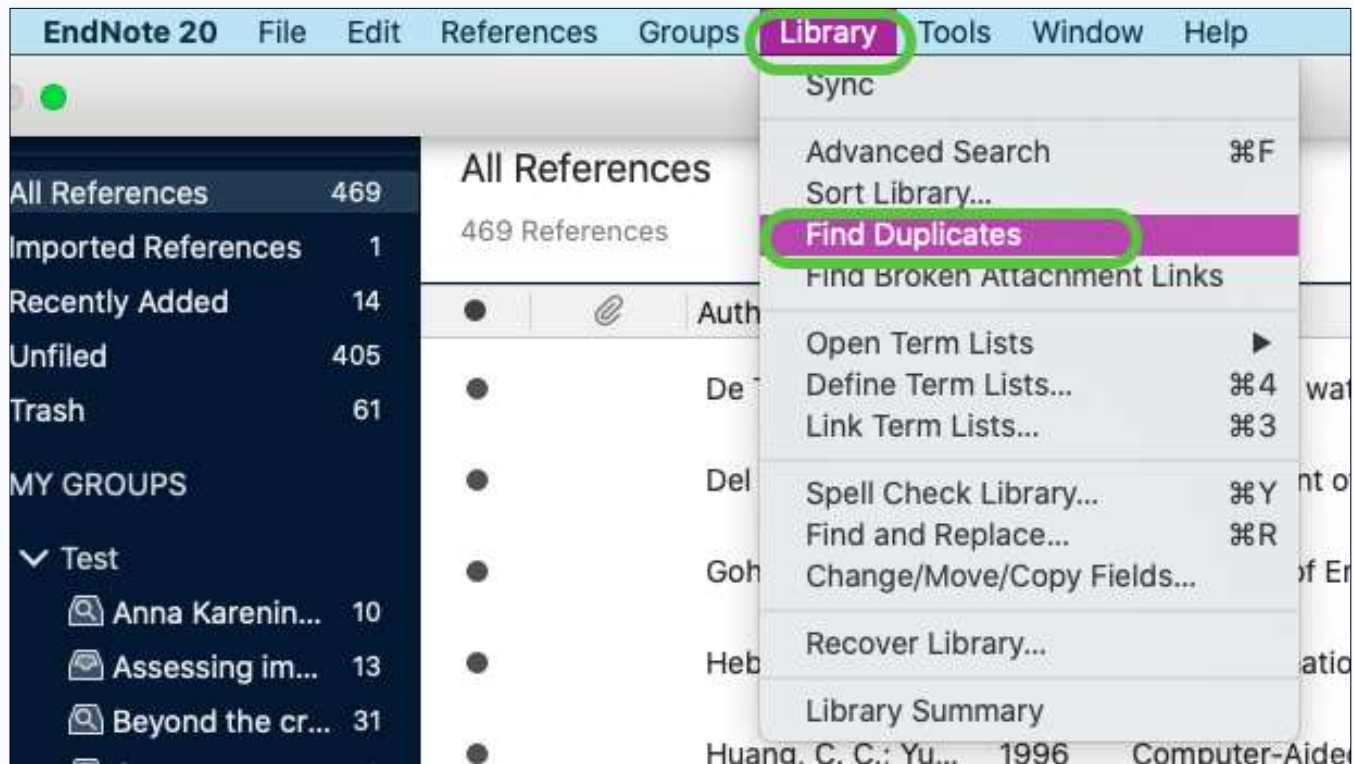 EndNote 20 File Edit References Groups Library Tools Window Help
All References 469
Imported References 1
Recently Added 14
Unfiled 405
Trash 61
MY GROUPS
Test
Anna Karenin... 10
Assessing im... 13
Beyond the cr... 31
All References
469 References
Auth
De
Del
Goh
Heb
Huang, C. C.; Yu... 1996 Computer-Aide
Sync
Advanced Search ⌘F
Sort Library...
Find Duplicates
Find Broken Attachment Links
Open Term Lists ▶
Define Term Lists... ⌘4
Link Term Lists... ⌘3
Spell Check Library... ⌘Y
Find and Replace... ⌘R
Change/Move/Copy Fields...
Recover Library...
Library Summary
wat
nt o
of Er
atio